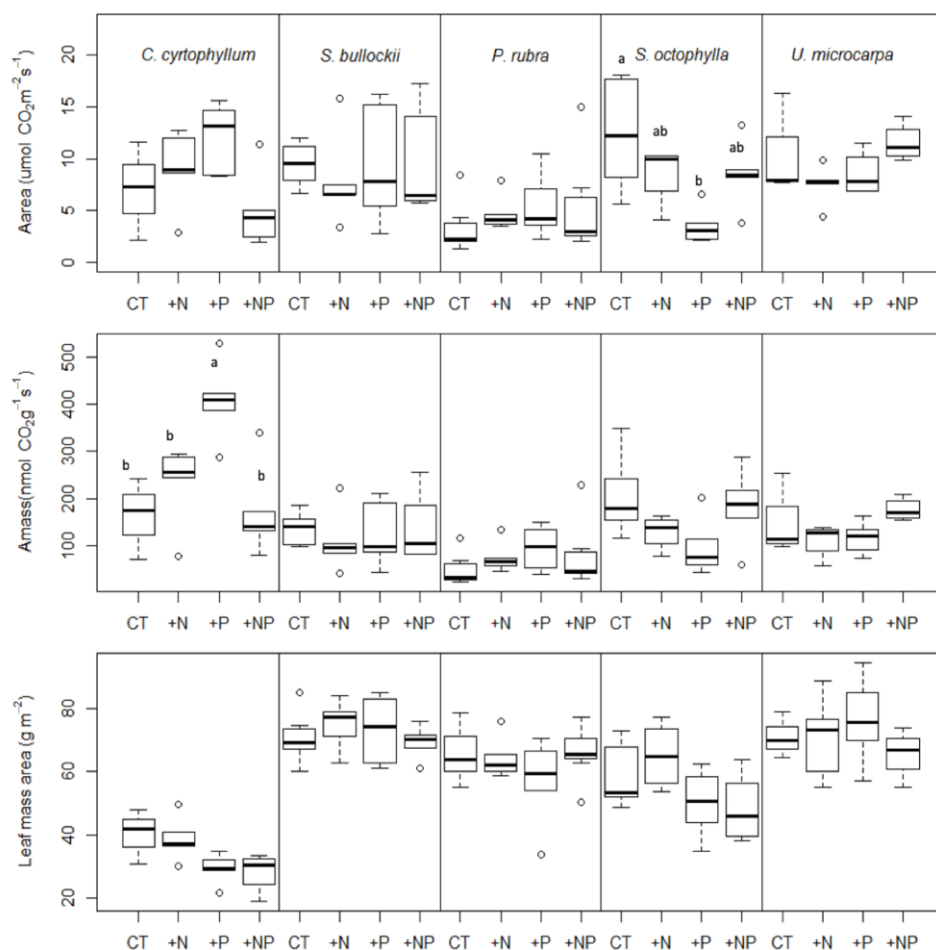 C. cyrtophyllum S. bullockii P. rubra S. octophylla U. microcarpa
Aarea (umol CO₂m⁻²s⁻¹)
20
15
10
5
0
a
ab
b
ab
CT +N +P +NP CT +N +P +NP CT +N +P +NP CT +N +P +NP CT +N +P +NP
Amass(nmol CO₂g⁻¹s⁻¹)
500
400
300
200
100
b
b
a
b
CT +N +P +NP CT +N +P +NP CT +N +P +NP CT +N +P +NP CT +N +P +NP
Leaf mass area (g m⁻²)
80
60
40
20
CT +N +P +NP CT +N +P +NP CT +N +P +NP CT +N +P +NP CT +N +P +NP